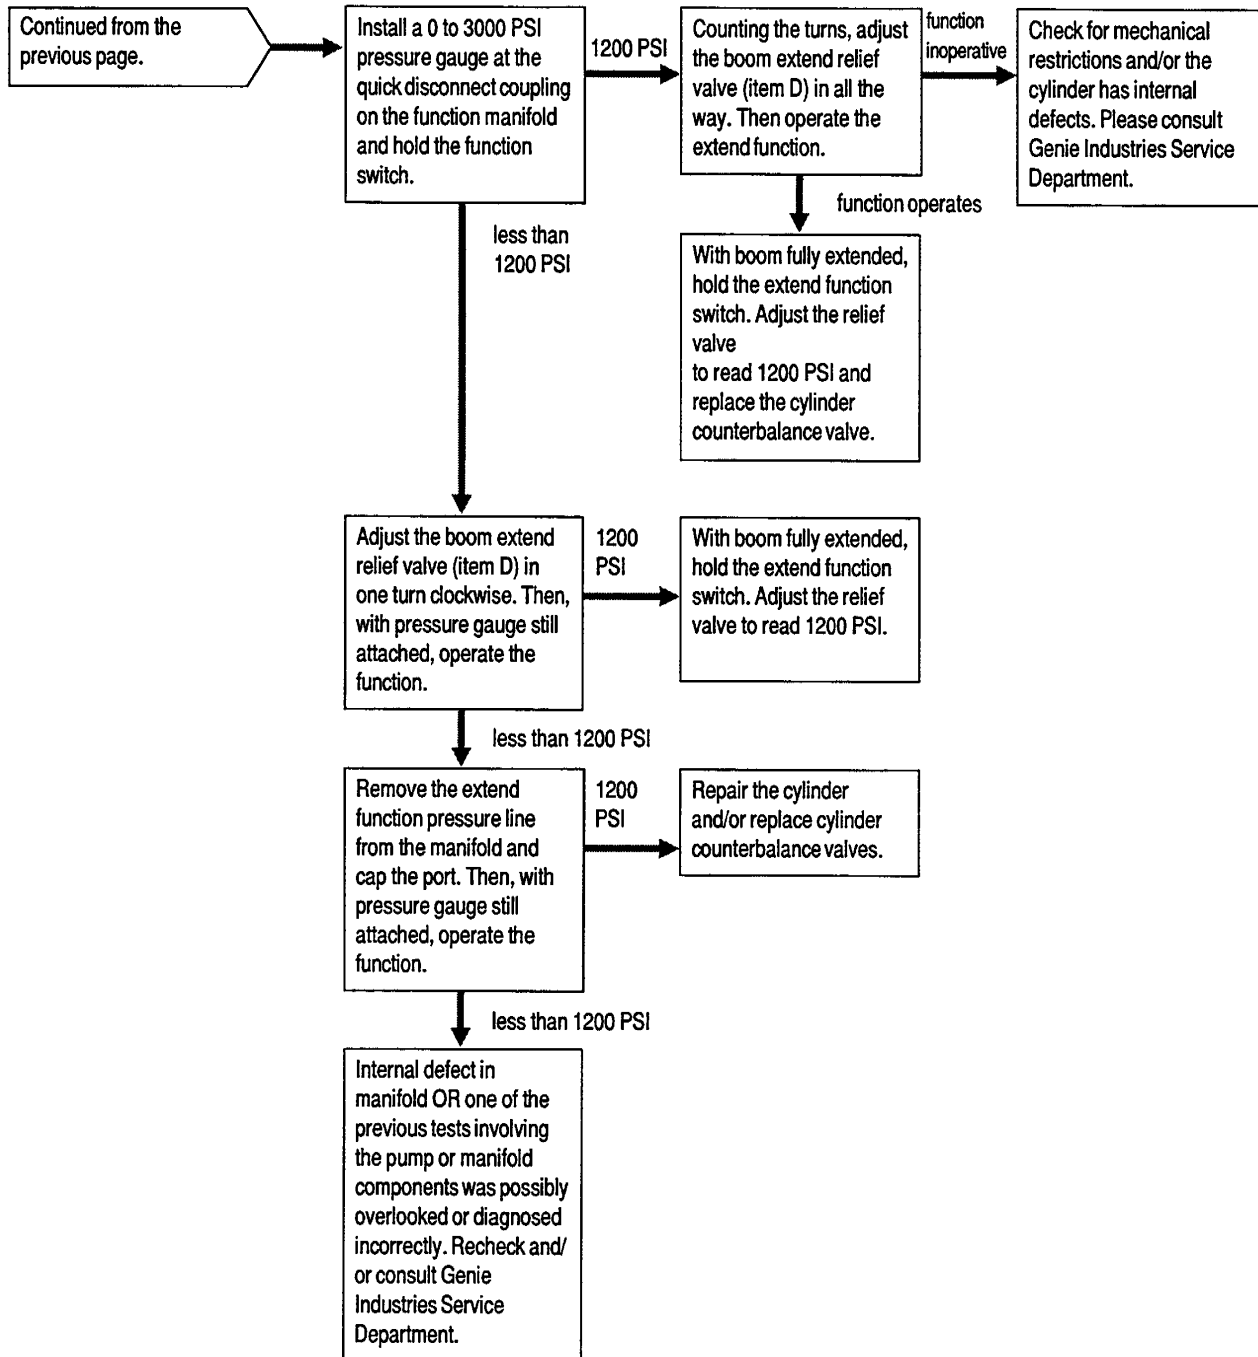 Continued from the
previous page.
Install a 0 to 3000 PSI
pressure gauge at the
quick disconnect coupling
on the function manifold
and hold the function
switch.
1200 PSI
Counting the turns, adjust
the boom extend relief
valve (item D) in all the
way. Then operate the
extend function.
function
inoperative
Check for mechanical
restrictions and/or the
cylinder has internal
defects. Please consult
Genie Industries Service
Department.
function operates
less than
1200 PSI
With boom fully extended,
hold the extend function
switch. Adjust the relief
valve
to read 1200 PSI and
replace the cylinder
counterbalance valve.
Adjust the boom extend
relief valve (item D) in
one turn clockwise. Then,
with pressure gauge still
attached, operate the
function.
1200
PSI
With boom fully extended,
hold the extend function
switch. Adjust the relief
valve to read 1200 PSI.
less than 1200 PSI
Remove the extend
function pressure line
from the manifold and
cap the port. Then, with
pressure gauge still
attached, operate the
function.
1200
PSI
Repair the cylinder
and/or replace cylinder
counterbalance valves.
less than 1200 PSI
Internal defect in
manifold OR one of the
previous tests involving
the pump or manifold
components was possibly
overlooked or diagnosed
incorrectly. Recheck and/
or consult Genie
Industries Service
Department.